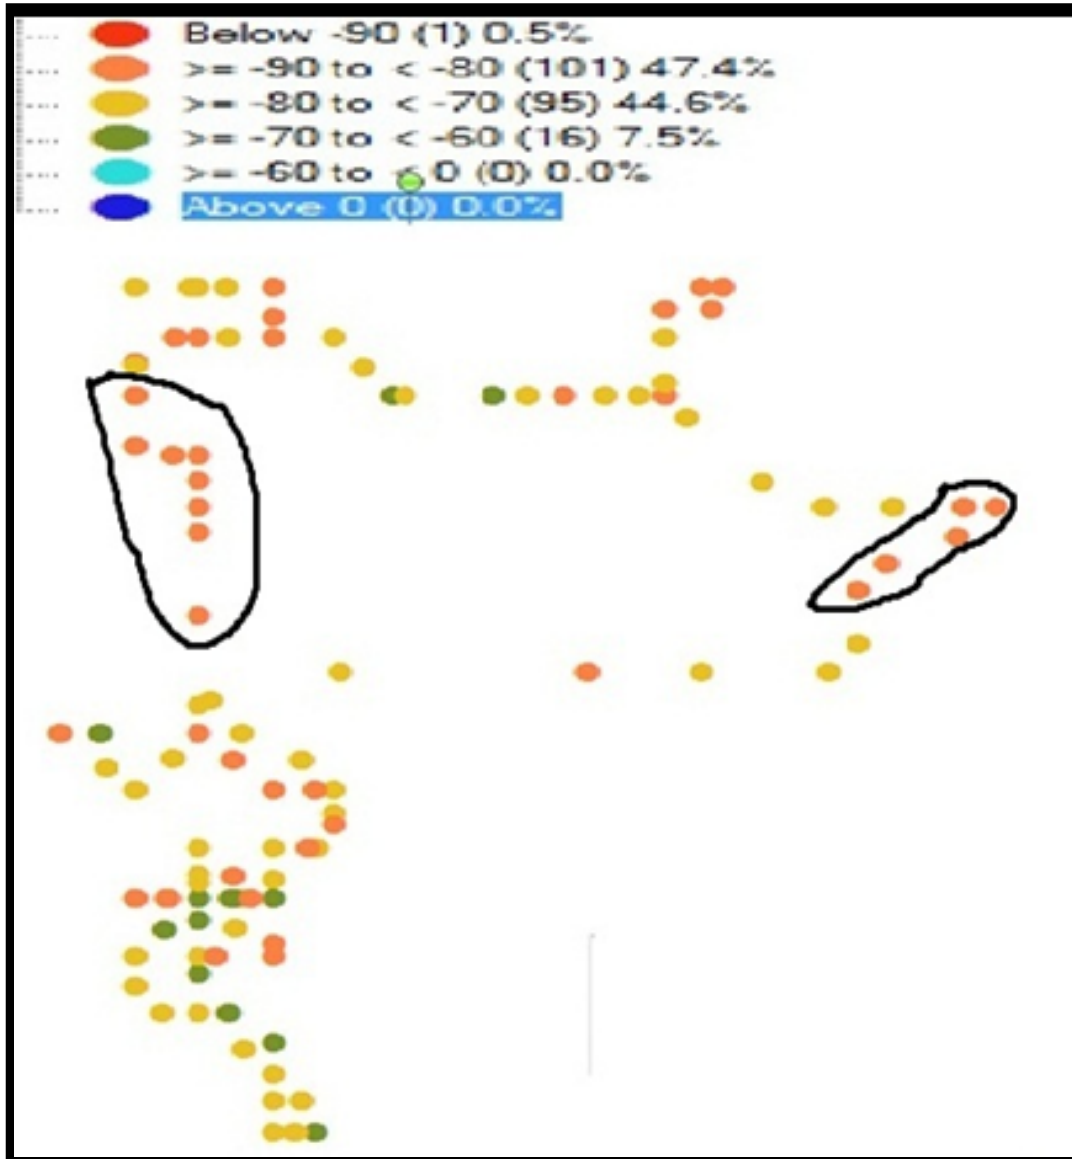 Below -90 (1) 0.5%
>= -90 to < -80 (101) 47.4%
>= -80 to < -70 (95) 44.6%
>= -70 to < -60 (16) 7.5%
>= -60 to < 0 (0) 0.0%
Above 0 (0) 0.0%